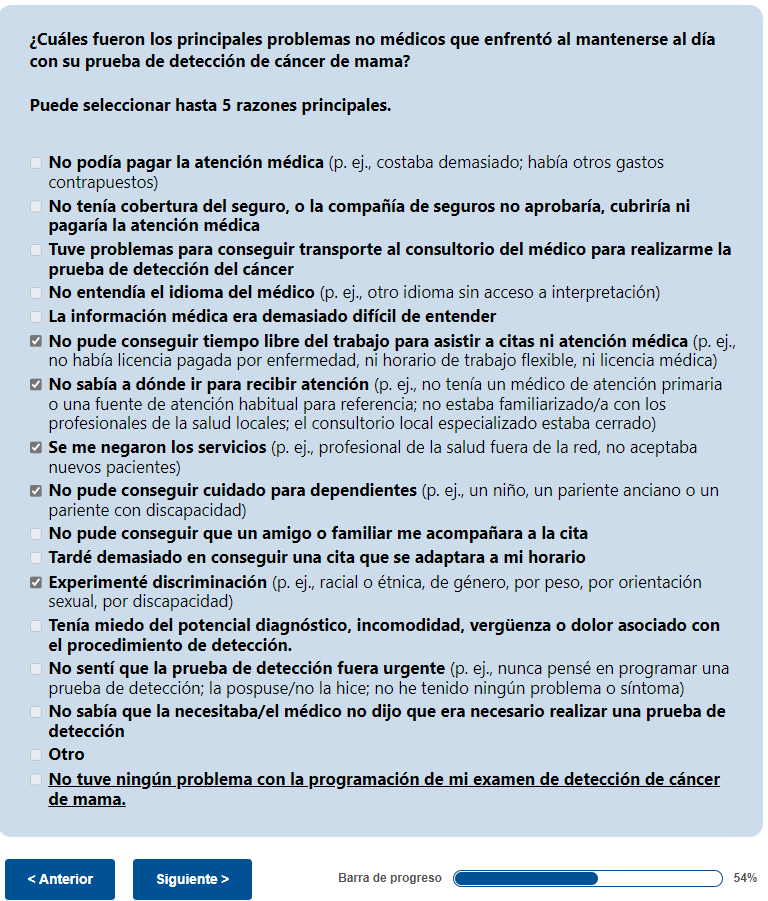 ¿Cuáles fueron los principales problemas no médicos que enfrentó al mantenerse al día
con su prueba de detección de cáncer de mama?
Puede seleccionar hasta 5 razones principales.
No podía pagar la atención médica (p. ej., costaba demasiado; había otros gastos
contrapuestos)
No tenía cobertura del seguro, o la compañía de seguros no aprobaría, cubriría ni
pagaría la atención médica
Tuve problemas para conseguir transporte al consultorio del médico para realizarme la
prueba de detección del cáncer
No entendía el idioma del médico (p. ej., otro idioma sin acceso a interpretación)
La información médica era demasiado difícil de entender
No pude conseguir tiempo libre del trabajo para asistir a citas ni atención médica (p. ej.,
no había licencia pagada por enfermedad, ni horario de trabajo flexible, ni licencia médica)
No sabía a dónde ir para recibir atención (p. ej., no tenía un médico de atención primaria
o una fuente de atención habitual para referencia; no estaba familiarizado/a con los
profesionales de la salud locales; el consultorio local especializado estaba cerrado)
Se me negaron los servicios (p. ej., profesional de la salud fuera de la red, no aceptaba
nuevos pacientes)
No pude conseguir cuidado para dependientes (p. ej., un niño, un pariente anciano o un
pariente con discapacidad)
No pude conseguir que un amigo o familiar me acompañara a la cita
Tardé demasiado en conseguir una cita que se adaptara a mi horario
Experimenté discriminación (p. ej., racial o étnica, de género, por peso, por orientación
sexual, por discapacidad)
Tenía miedo del potencial diagnóstico, incomodidad, vergüenza o dolor asociado con
el procedimiento de detección.
No sentí que la prueba de detección fuera urgente (p. ej., nunca pensé en programar una
prueba de detección; la pospuse/no la hice; no he tenido ningún problema o síntoma)
No sabía que la necesitaba/el médico no dijo que era necesario realizar una prueba de
detección
Otro
No tuve ningún problema con la programación de mi examen de detección de cáncer
de mama.
< Anterior
Siguiente >
Barra de progreso
54%